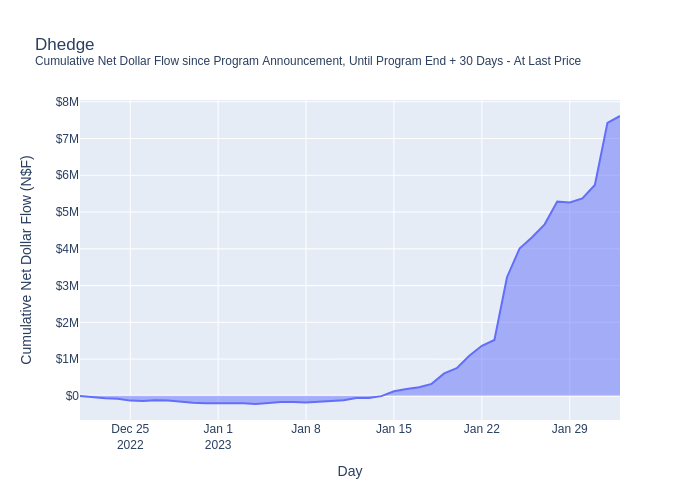 Dhedge
Cumulative Net Dollar Flow since Program Announcement, Until Program End + 30 Days - At Last Price
Cumulative Net Dollar Flow (N$F)
$8M
$7M
$6M
$5M
$4M
$3M
$2M
$1M
$0
Dec 25 Jan 1 Jan 8 Jan 15 Jan 22 Jan 29
2022 2023
Day